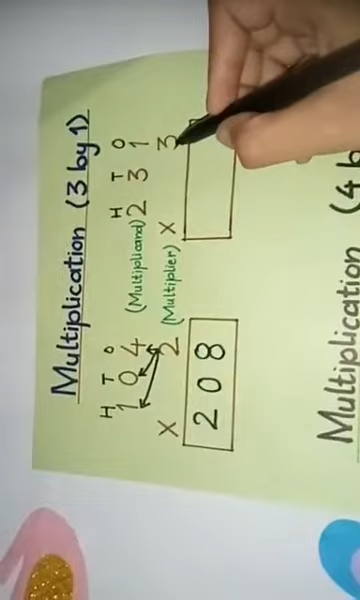 Multiplication (3 by 1)
H T O
1 0 4
× 2
2 0 8
H T O
(Multiplicand) 2 3 1
(Multiplier) × 3
Multiplication (4 b